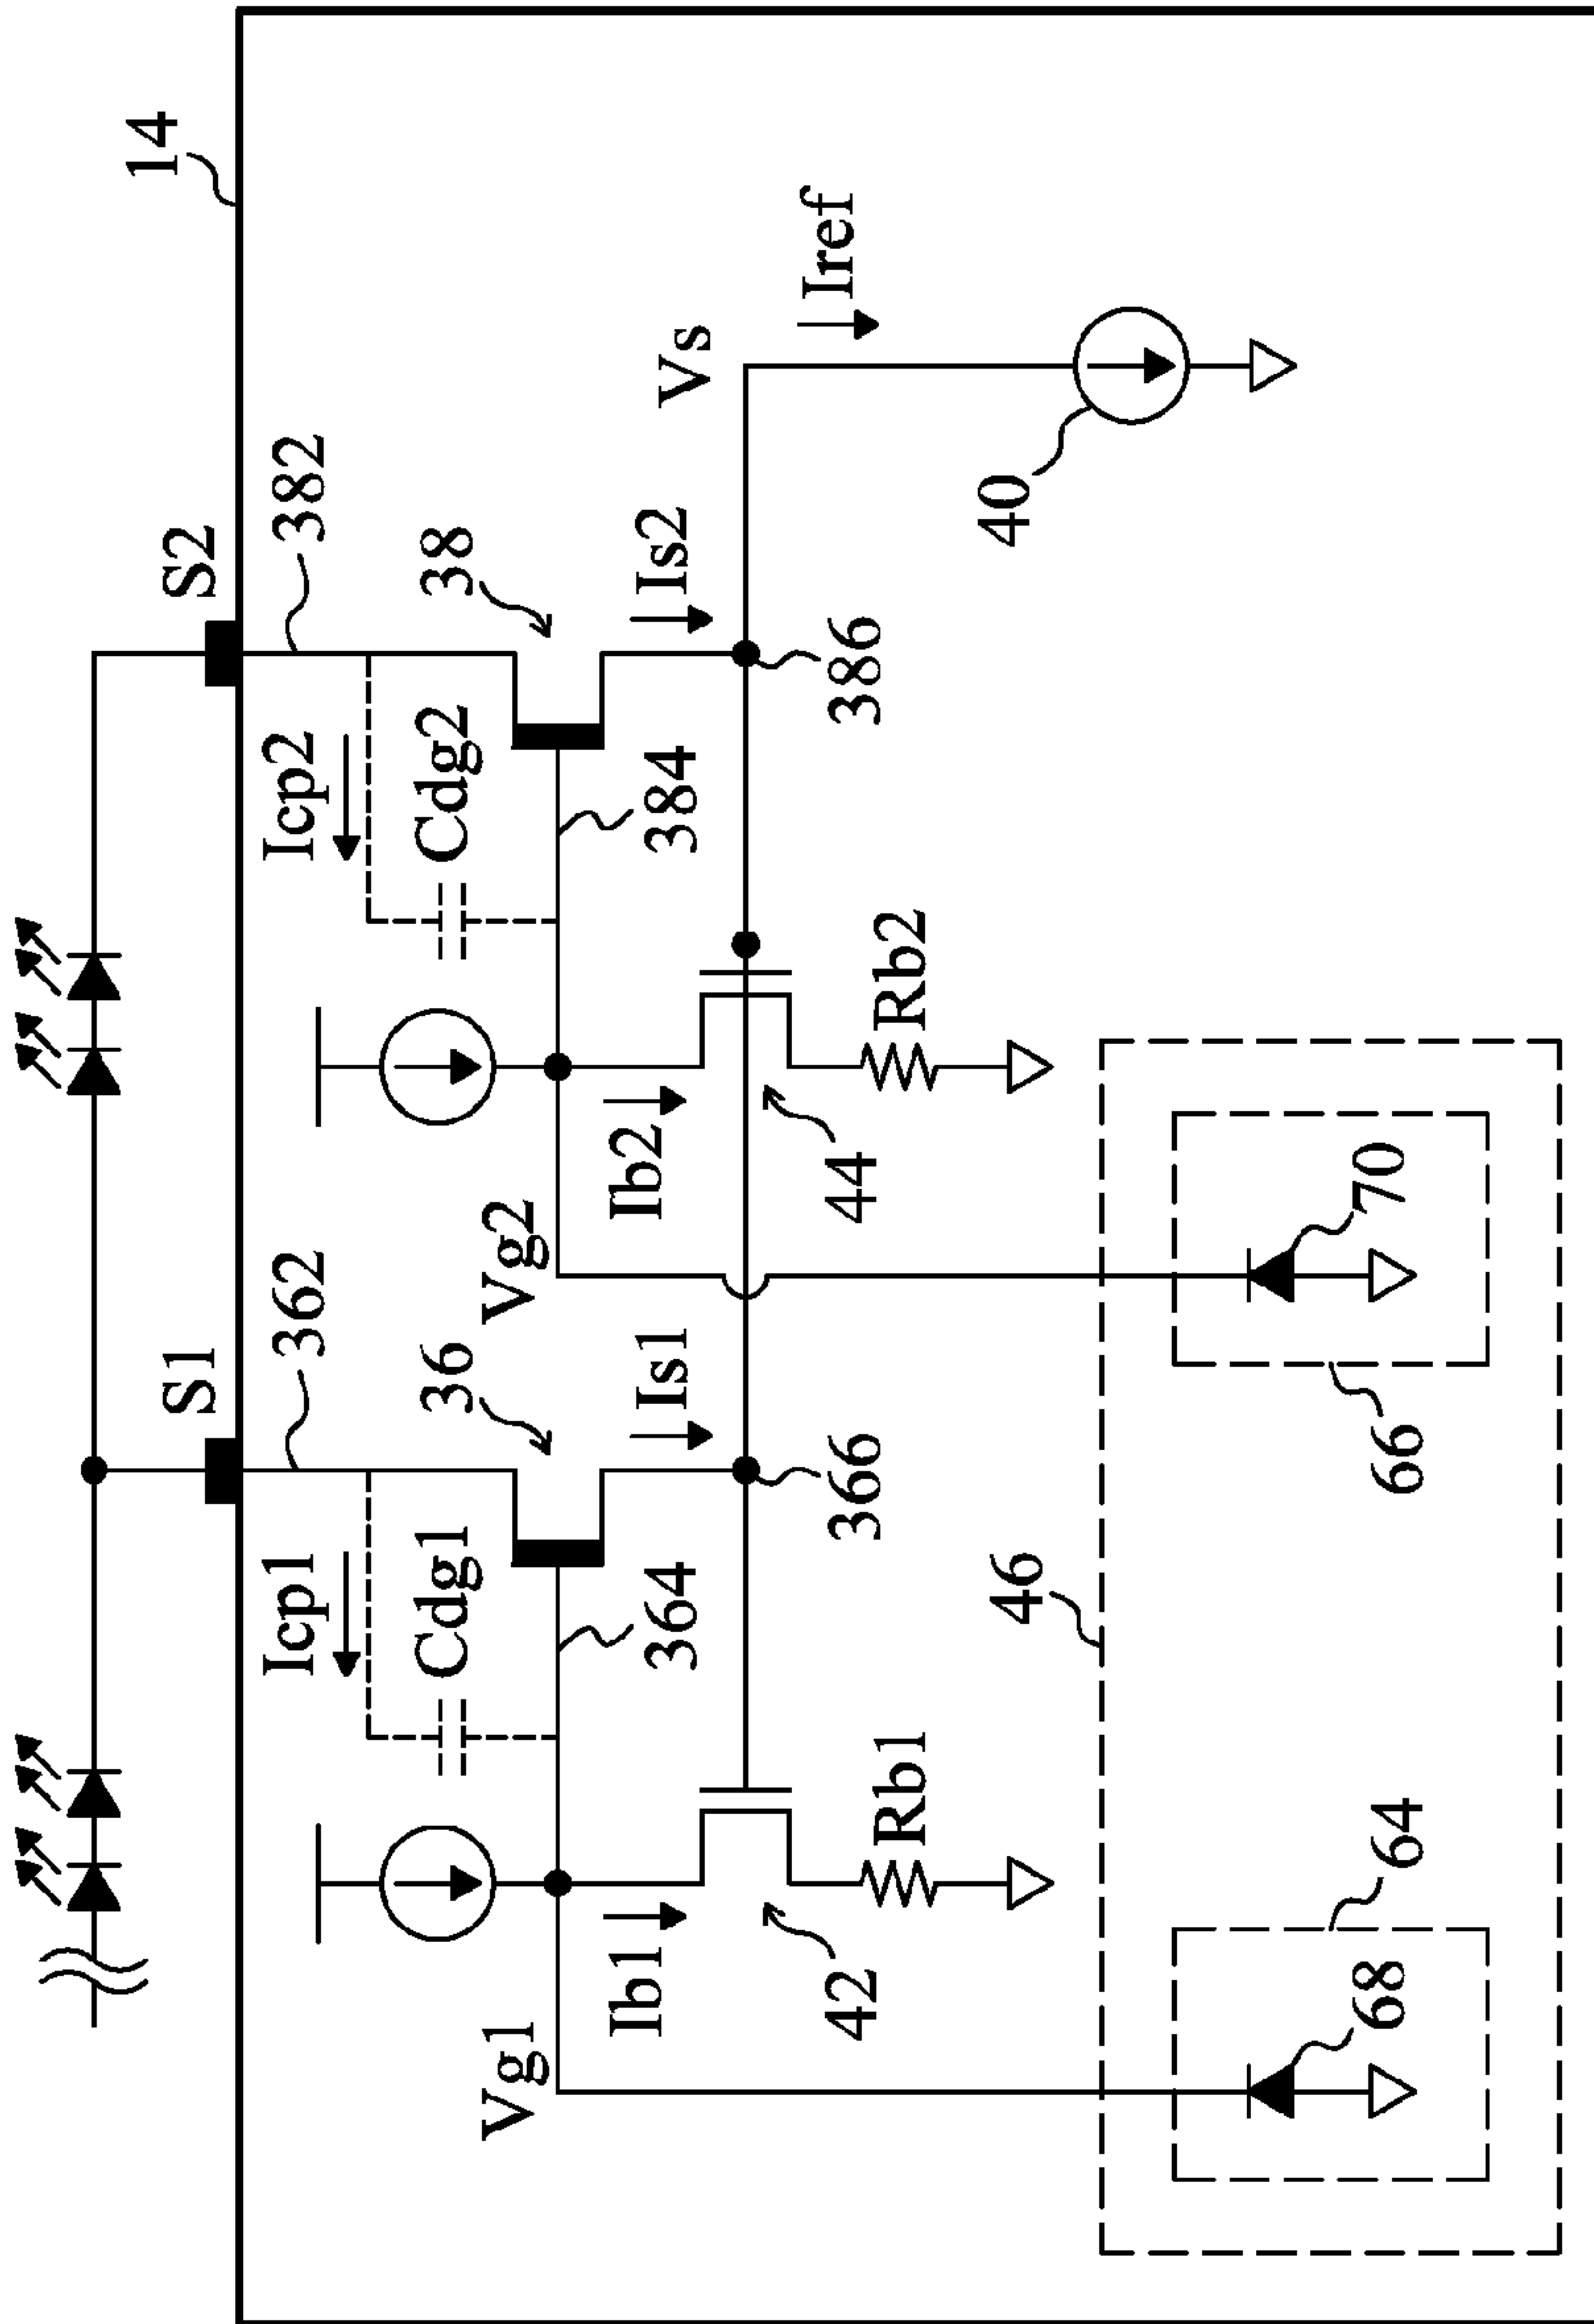 14
S1
S2
362
382
Icp1
Icp2
Cdg1
Cdg2
36
38
Vg1
Vg2
364
384
Ib1
Ib2
Is1
Is2
Vs
Iref
42
44
366
386
Rb1
Rb2
40
46
68
70
64
66